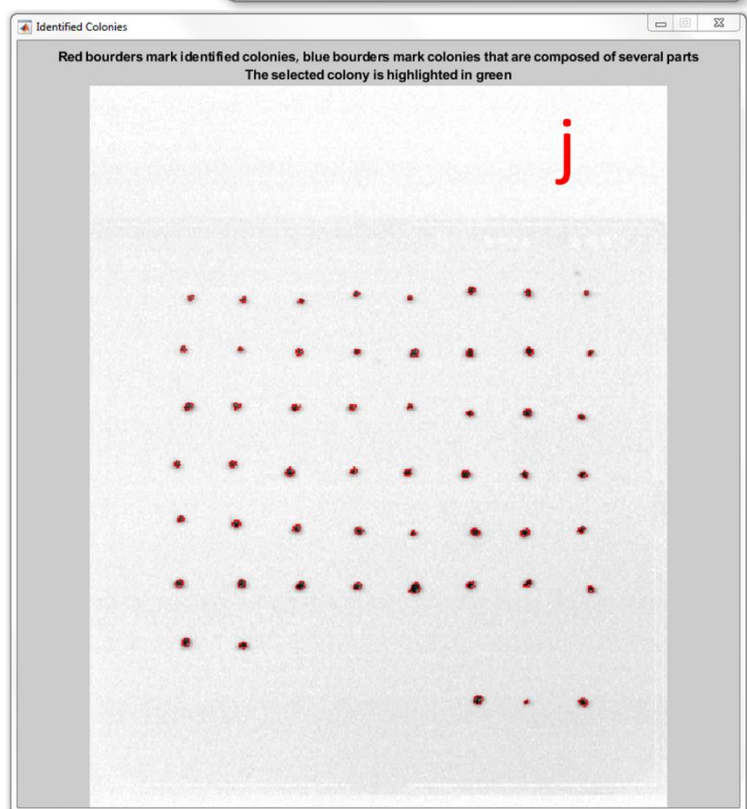 Identified Colonies
Red bourders mark identified colonies, blue bourders mark colonies that are composed of several parts
The selected colony is highlighted in green
j